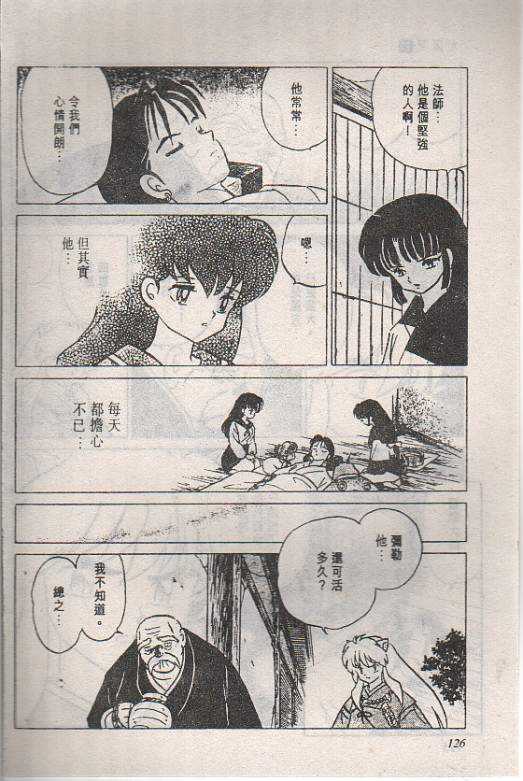 法師…
他是個堅強
的人啊！
他常常…
令我們
心情開朗…
嗯…
但其實
他…
每天
都擔心
不已…
彌勒
他…
還可活
多久？
我不知道。
總之…
126